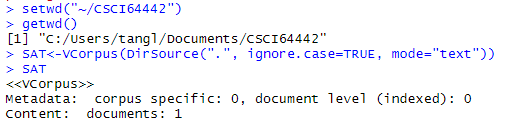 > setwd("~/CSCI64442")
> getwd()
[1] "C:/Users/tangl/Documents/CSCI64442"
> SAT<-VCorpus(DirSource(".", ignore.case=TRUE, mode="text"))
> SAT
<<VCorpus>>
Metadata:  corpus specific: 0, document level (indexed): 0
Content:  documents: 1